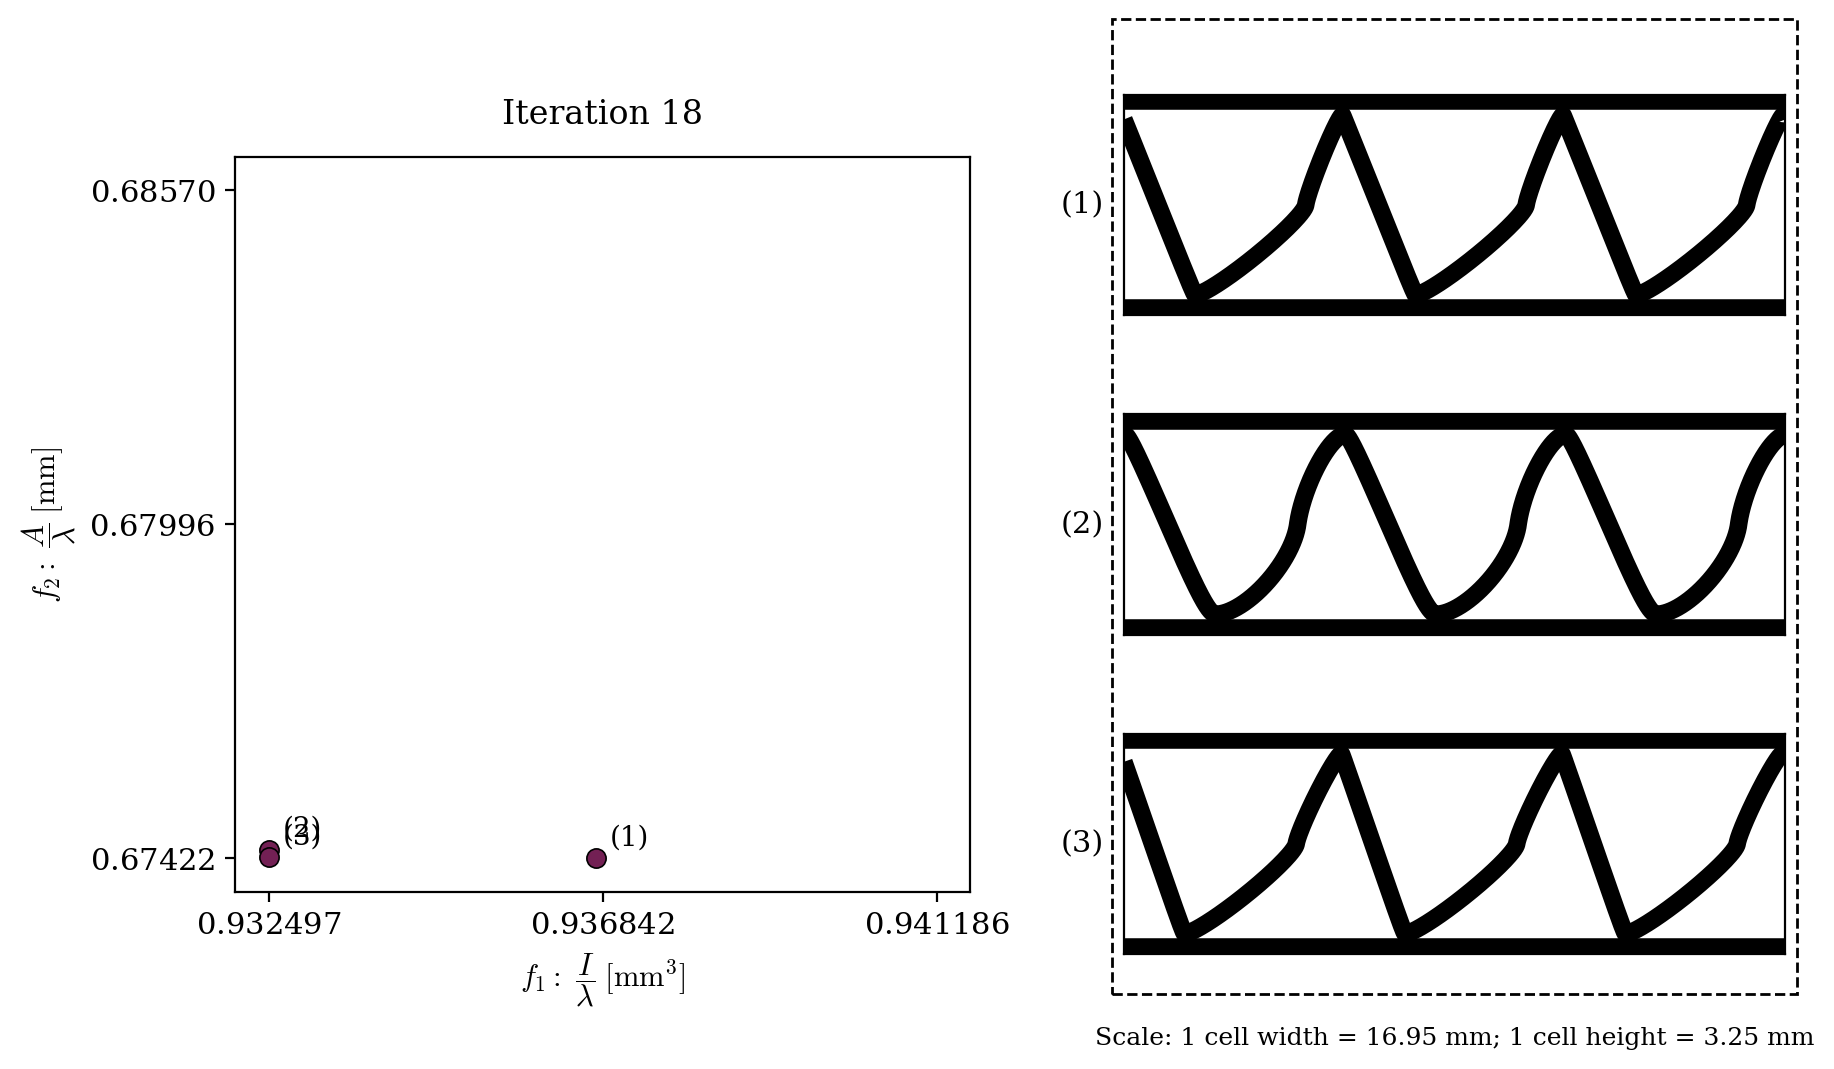 Iteration 18
0.68570
0.67996
0.67422
f₂ : A/λ [mm]
(2)
(3)
(1)
0.932497 0.936842 0.941186
f₁ : I/λ [mm³]
(1)
(2)
(3)
Scale: 1 cell width = 16.95 mm; 1 cell height = 3.25 mm